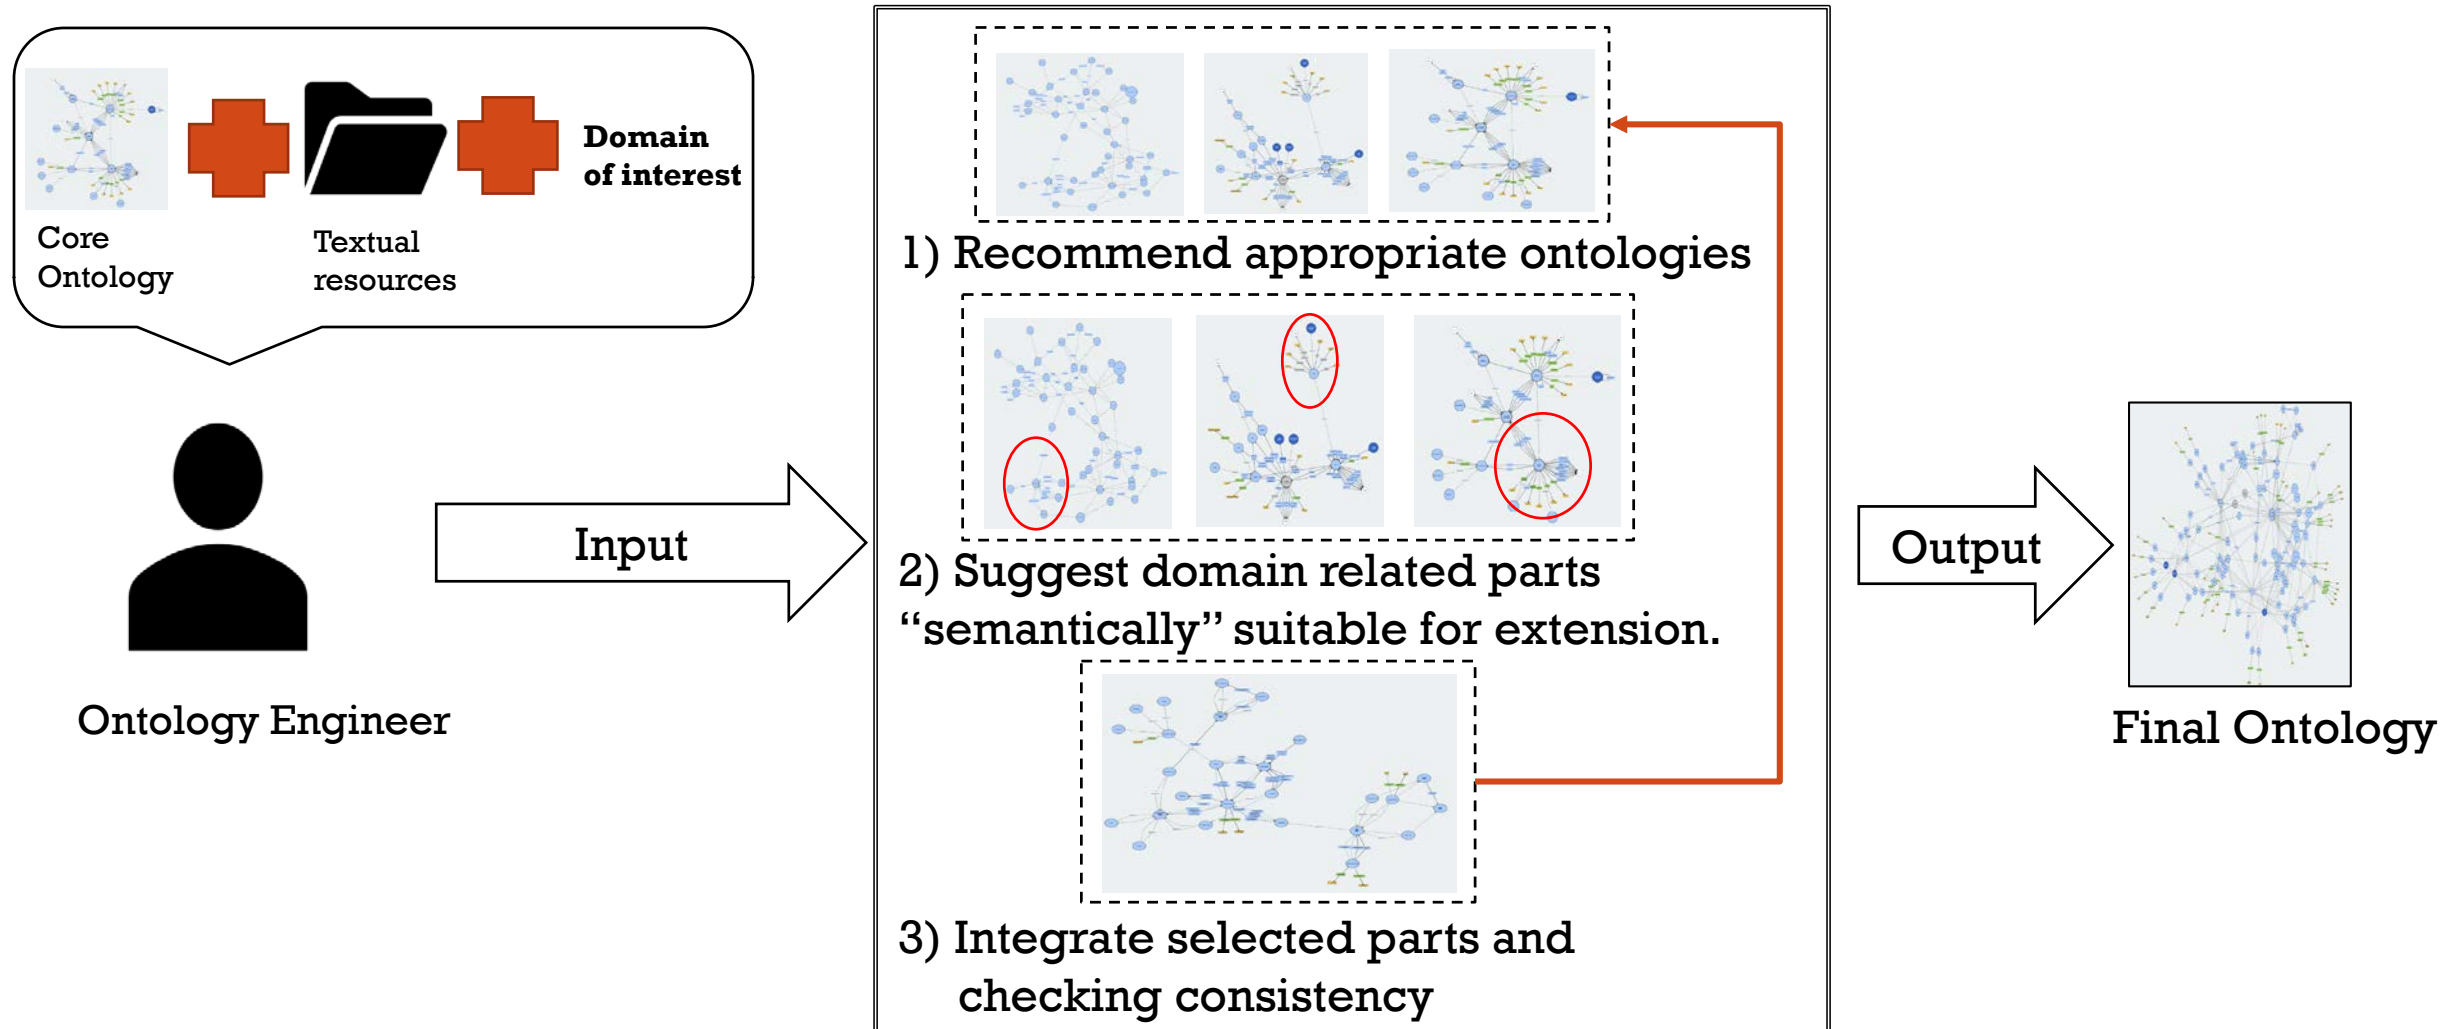 Core
Ontology
Textual
resources
Domain
of interest
Ontology Engineer
Input
1) Recommend appropriate ontologies
2) Suggest domain related parts
“semantically” suitable for extension.
3) Integrate selected parts and
checking consistency
Output
Final Ontology